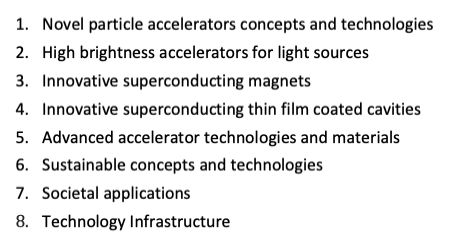 1. Novel particle accelerators concepts and technologies
2. High brightness accelerators for light sources
3. Innovative superconducting magnets
4. Innovative superconducting thin film coated cavities
5. Advanced accelerator technologies and materials
6. Sustainable concepts and technologies
7. Societal applications
8. Technology Infrastructure